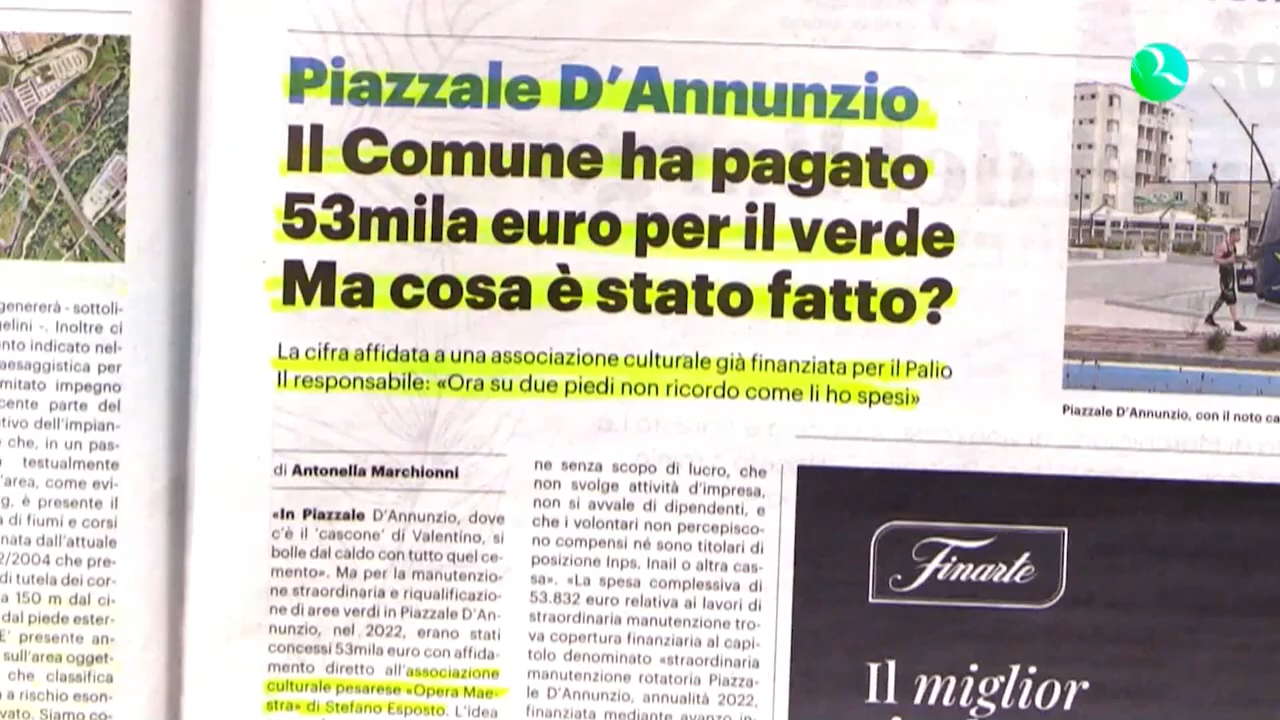 Piazzale D'Annunzio
Il Comune ha pagato
53mila euro per il verde
Ma cosa è stato fatto?
La cifra affidata a una associazione culturale già finanziata per il Palio
Il responsabile: «Ora su due piedi non ricordo come li ho spesi»
di Antonella Marchionni
«In Piazzale D'Annunzio, dove
c'è il 'cascone' di Valentino, si
bolle dal caldo con tutto quel ce-
mento». Ma per la manutenzio-
ne straordinaria e riqualificazio-
ne di aree verdi in Piazzale D'An-
nunzio, nel 2022, erano stati
concessi 53mila euro con affida-
mento diretto all'associazione
culturale pesarese «Opera Mae-
stra» di Stefano Esposto. L'idea
ne senza scopo di lucro, che
non svolge attività d'impresa,
non si avvale di dipendenti, e
che i volontari non percepisco-
no compensi né sono titolari di
posizione Inps, Inail o altra cas-
sa». «La spesa complessiva di
53.832 euro relativa ai lavori di
straordinaria manutenzione tro-
va copertura finanziaria al capi-
tolo denominato «straordinaria
manutenzione rotatoria Piazza-
le D'Annunzio, annualità 2022,
finanziata mediante avanzo in-
Piazzale D'Annunzio, con il noto ca
Finarte
Il miglior
genererà - sottoli-
elini -. Inoltre ci
nto indicato nel-
aesaggistica per
mitato impegno
cente parte del
tivo dell'impian-
che, in un pas-
testualmente
'area, come evi-
g. è presente il
a di fiumi e corsi
nata dall'attuale
2/2004 che pre-
di tutela dei cor-
a 150 m dal ci-
dal piede ester-
E' presente an-
sull'area ogget-
che classifica
a rischio eson-
vato. Siamo co-
80